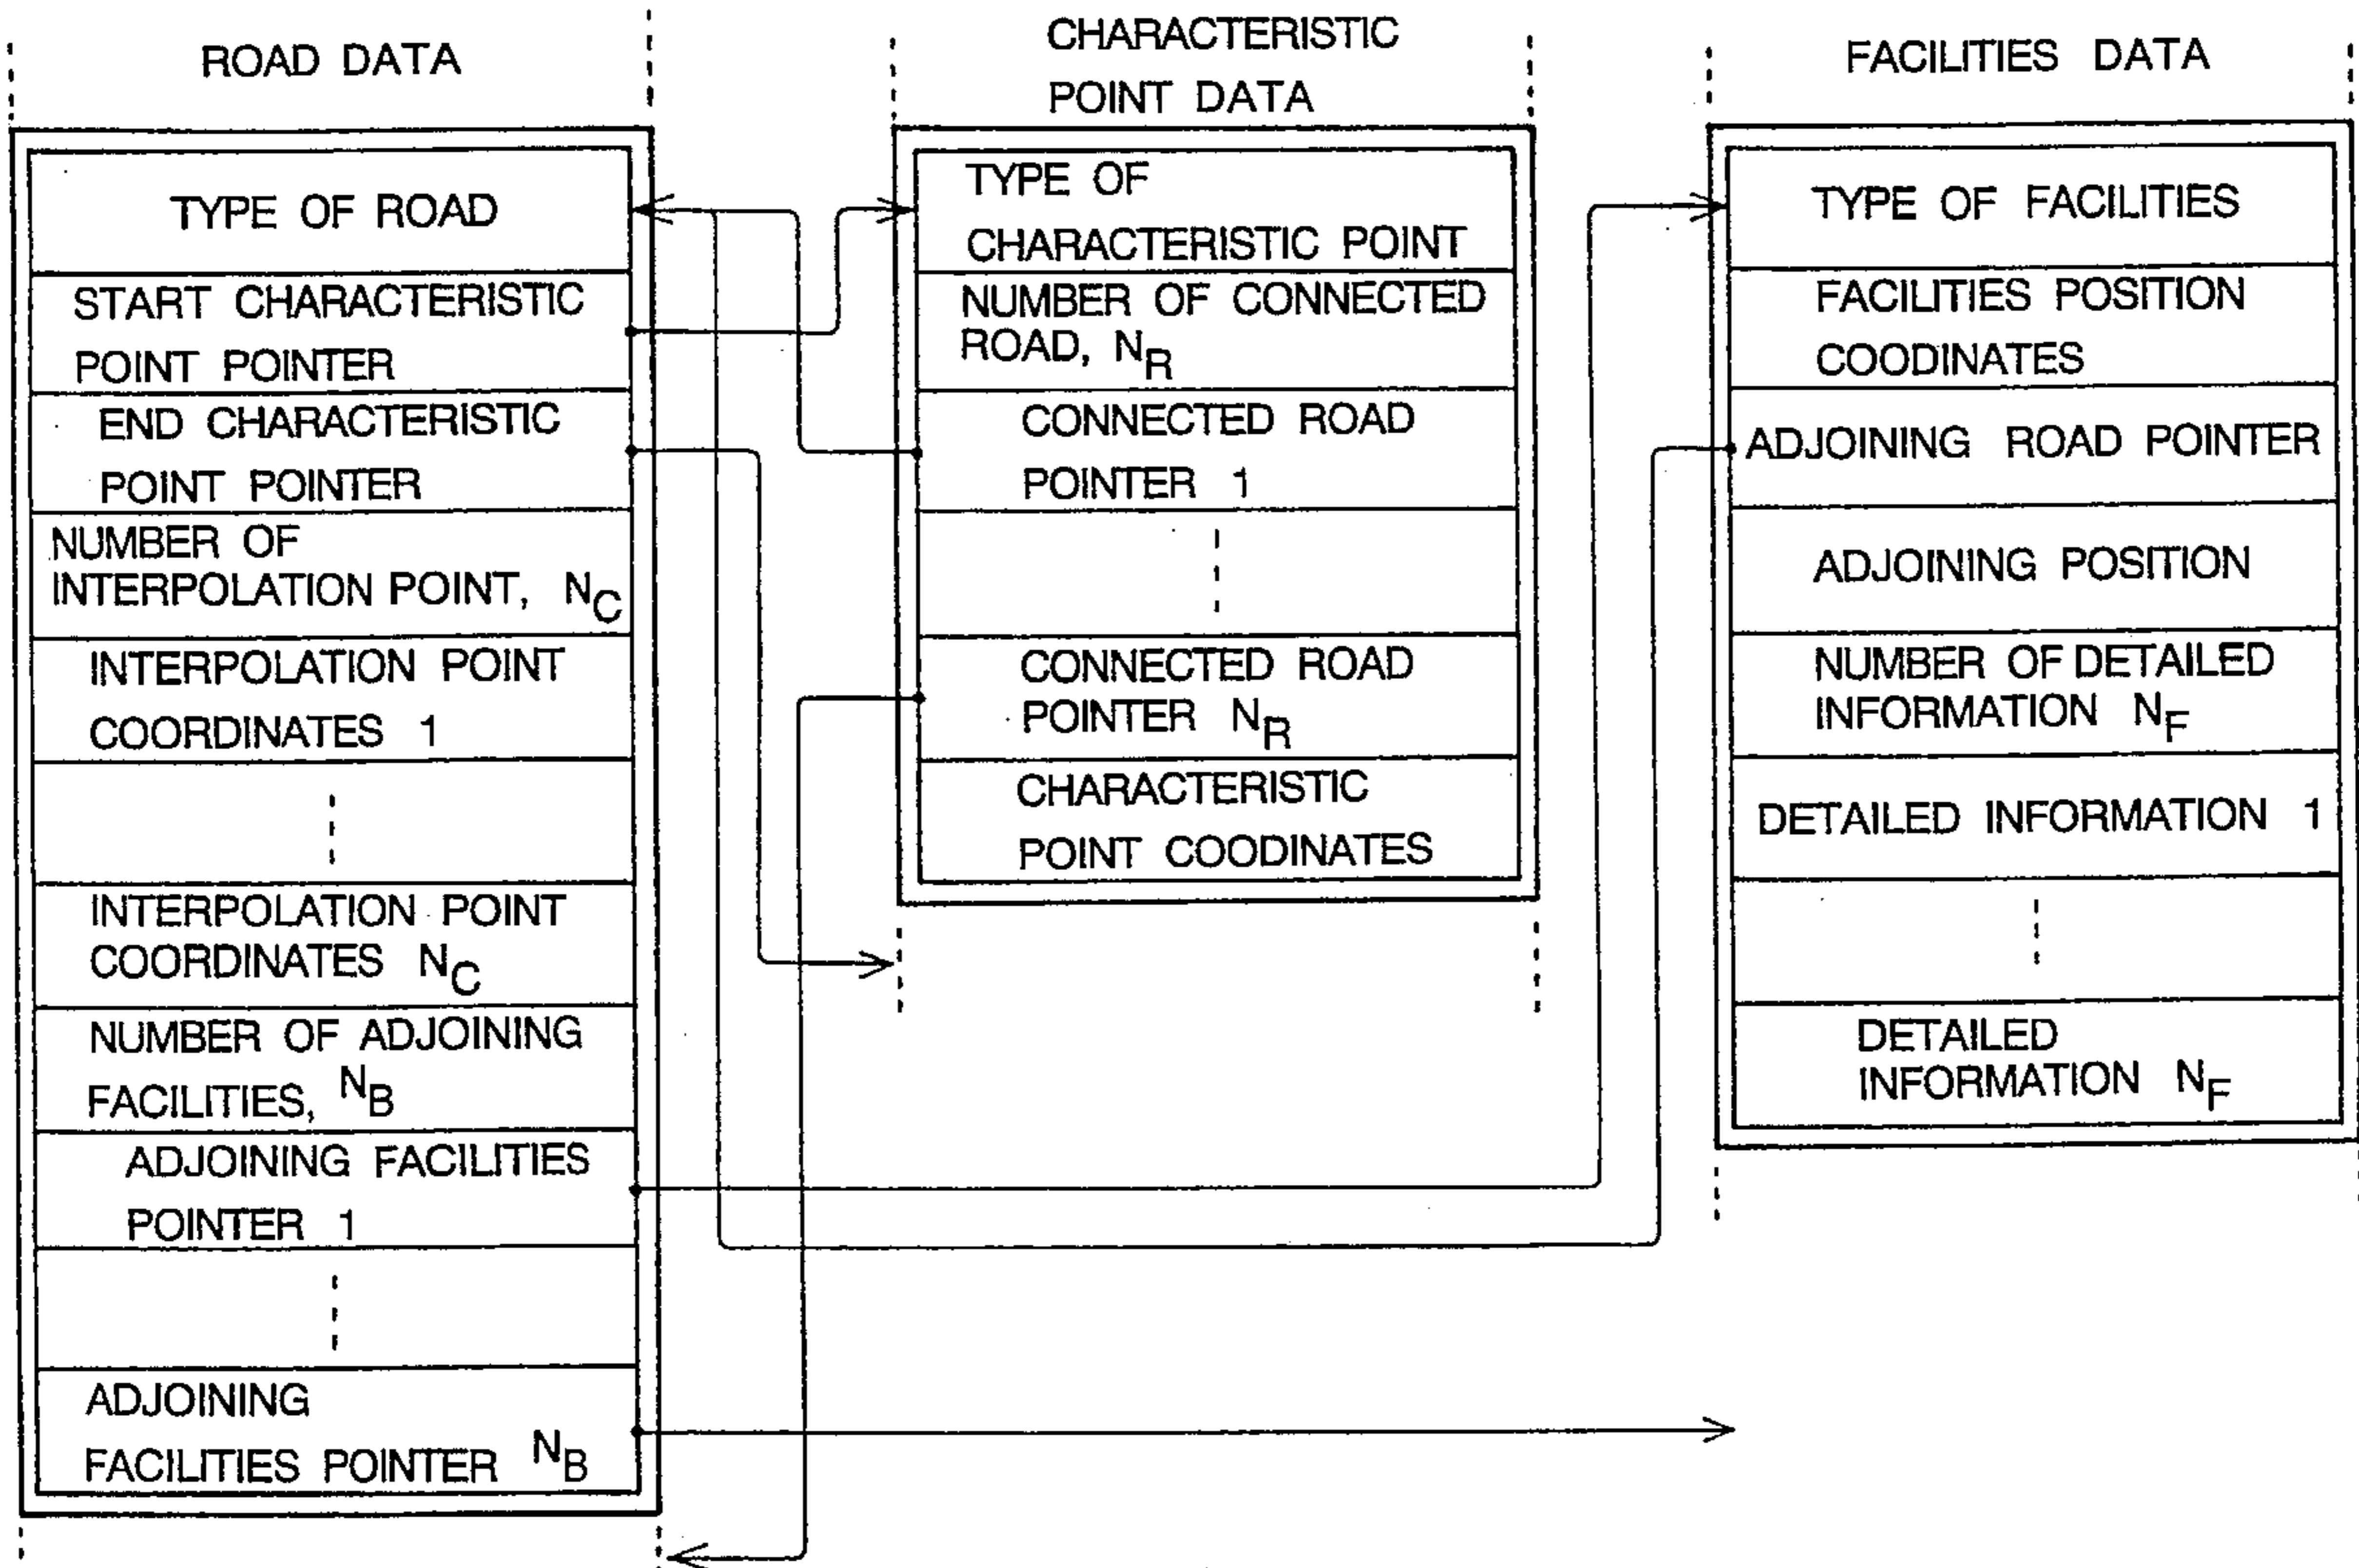 ROAD DATA
TYPE OF ROAD
START CHARACTERISTIC
POINT POINTER
END CHARACTERISTIC
POINT POINTER
NUMBER OF
INTERPOLATION POINT, NC
INTERPOLATION POINT
COORDINATES 1
INTERPOLATION POINT
COORDINATES NC
NUMBER OF ADJOINING
FACILITIES, NB
ADJOINING FACILITIES
POINTER 1
ADJOINING
FACILITIES POINTER NB
CHARACTERISTIC
POINT DATA
TYPE OF
CHARACTERISTIC POINT
NUMBER OF CONNECTED
ROAD, NR
CONNECTED ROAD
POINTER 1
CONNECTED ROAD
POINTER NR
CHARACTERISTIC
POINT COODINATES
FACILITIES DATA
TYPE OF FACILITIES
FACILITIES POSITION
COODINATES
ADJOINING ROAD POINTER
ADJOINING POSITION
NUMBER OF DETAILED
INFORMATION NF
DETAILED INFORMATION 1
DETAILED
INFORMATION NF